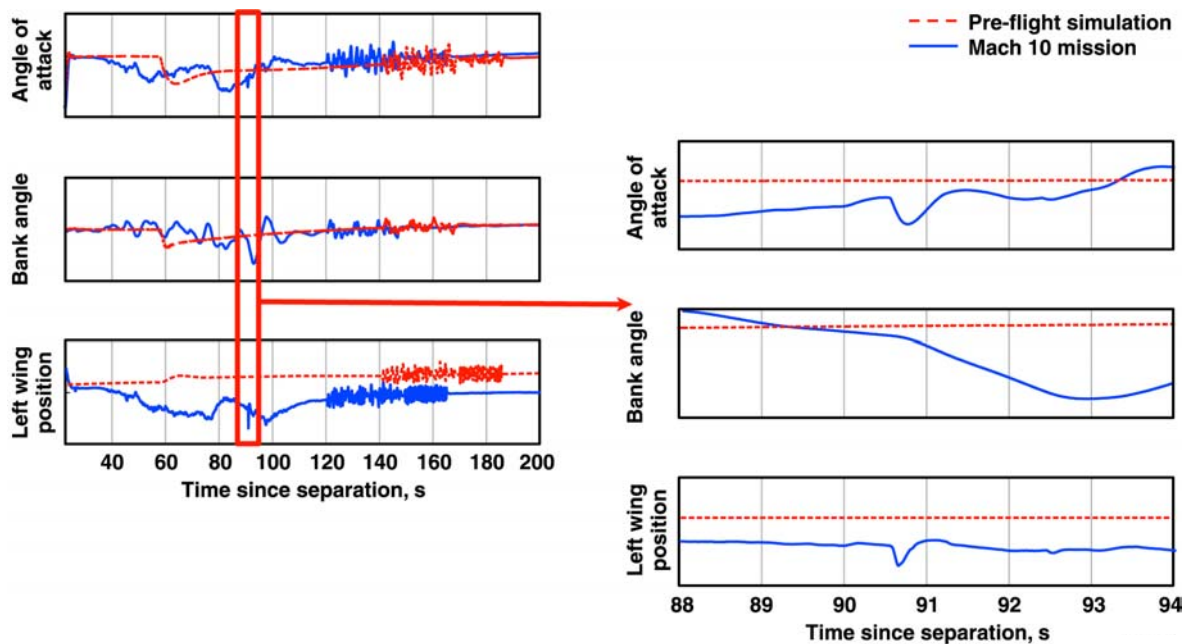 Pre-flight simulation
Mach 10 mission
Angle of
attack
Bank angle
Left wing
position
40 60 80 100 120 140 160 180 200
Time since separation, s
Angle of
attack
Bank angle
Left wing
position
88 89 90 91 92 93 94
Time since separation, s